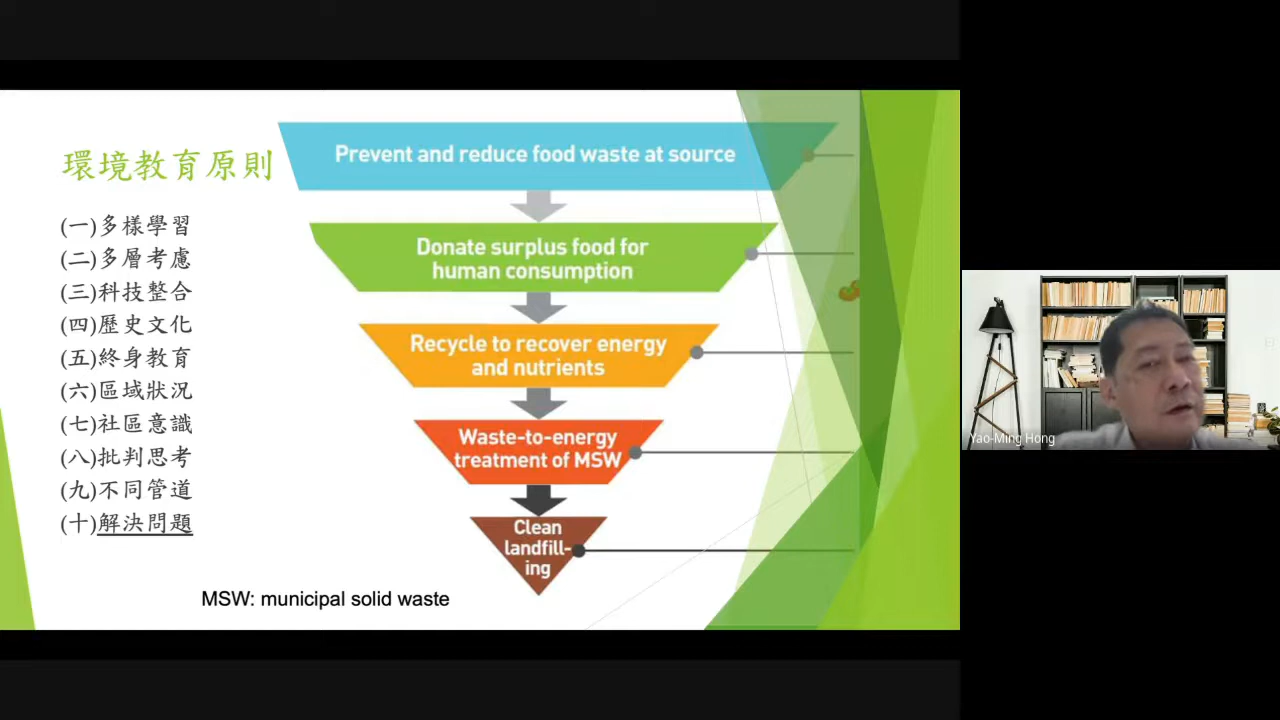 環境教育原則
(一)多樣學習
(二)多層考慮
(三)科技整合
(四)歷史文化
(五)終身教育
(六)區域狀況
(七)社區意識
(八)批判思考
(九)不同管道
(十)解決問題
Prevent and reduce food waste at source
Donate surplus food for
human consumption
Recycle to recover energy
and nutrients
Waste-to-energy
treatment of MSW
Clean
landfill-
ing
MSW: municipal solid waste
Yao-Ming Hong